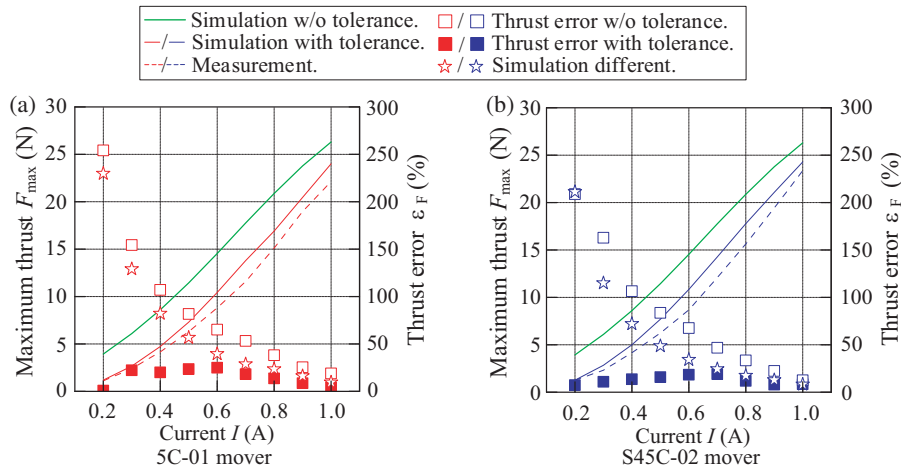 Simulation w/o tolerance.
/ Simulation with tolerance.
/ Measurement.
/ Thrust error w/o tolerance.
/ Thrust error with tolerance.
/ Simulation different.
(a)
Maximum thrust Fmax (N)
30
25
20
15
10
5
0
300
250
200
150
100
50
0
Thrust error ε F (%)
0.2 0.4 0.6 0.8 1.0
Current I (A)
5C-01 mover
(b)
Maximum thrust Fmax (N)
30
25
20
15
10
5
0
300
250
200
150
100
50
0
Thrust error ε F (%)
0.2 0.4 0.6 0.8 1.0
Current I (A)
S45C-02 mover